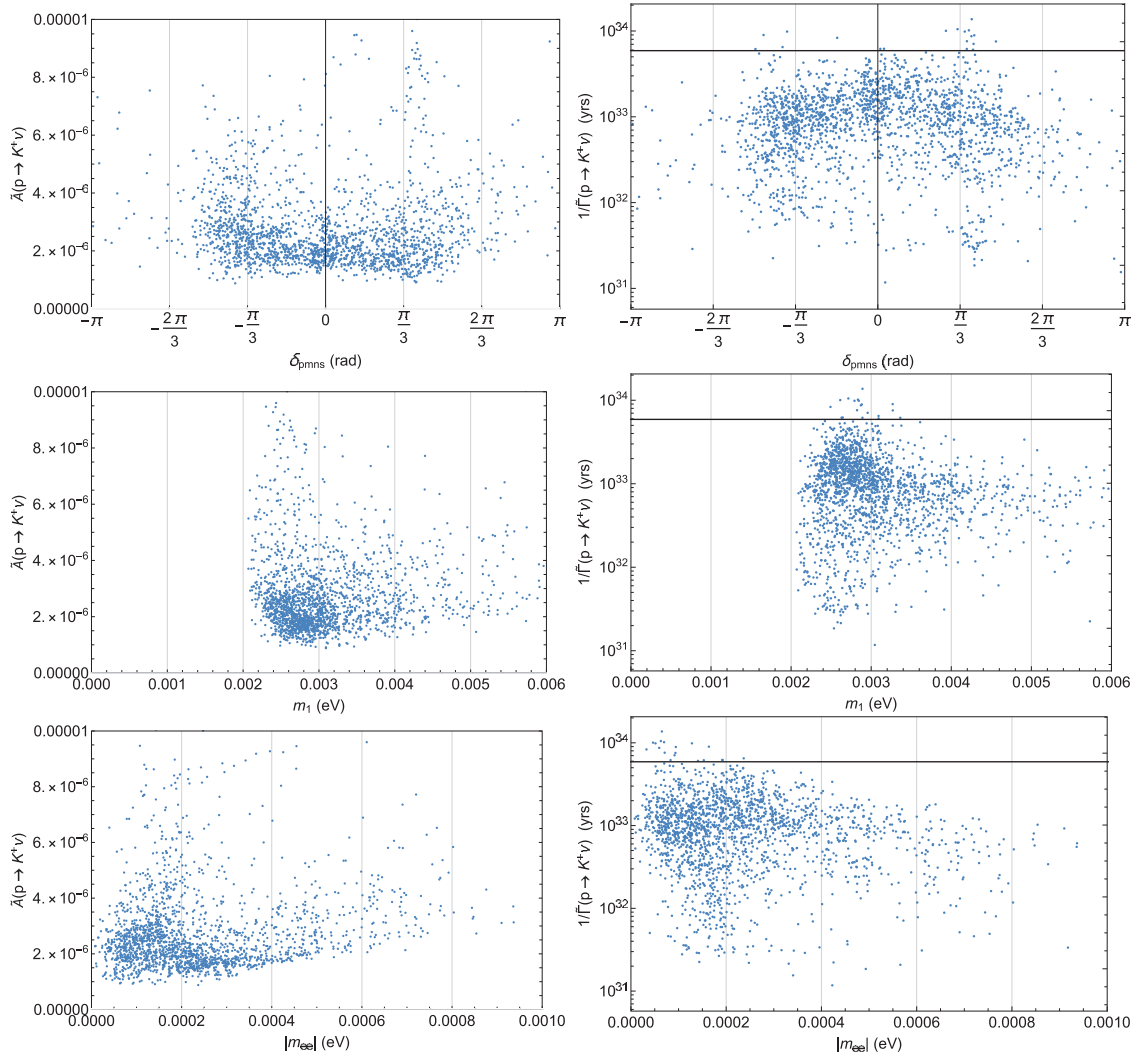 0.00001
8. × 10⁻⁶
6. × 10⁻⁶
4. × 10⁻⁶
2. × 10⁻⁶
0.00000
Ã(p → K⁺ν)
-π
-2π/3
-π/3
0
π/3
2π/3
π
δpmns (rad)
10³⁴
10³³
10³²
10³¹
1/Γ̃(p → K⁺ν) (yrs)
-π
-2π/3
-π/3
0
π/3
2π/3
π
δpmns (rad)
0.00001
8. × 10⁻⁶
6. × 10⁻⁶
4. × 10⁻⁶
2. × 10⁻⁶
0.00000
Ã(p → K⁺ν)
0.000 0.001 0.002 0.003 0.004 0.005 0.006
m₁ (eV)
10³⁴
10³³
10³²
10³¹
1/Γ̃(p → K⁺ν) (yrs)
0.000 0.001 0.002 0.003 0.004 0.005 0.006
m₁ (eV)
0.00001
8. × 10⁻⁶
6. × 10⁻⁶
4. × 10⁻⁶
2. × 10⁻⁶
0.00000
Ã(p → K⁺ν)
0.0000 0.0002 0.0004 0.0006 0.0008 0.0010
|mee| (eV)
10³⁴
10³³
10³²
10³¹
1/Γ̃(p → K⁺ν) (yrs)
0.0000 0.0002 0.0004 0.0006 0.0008 0.0010
|mee| (eV)